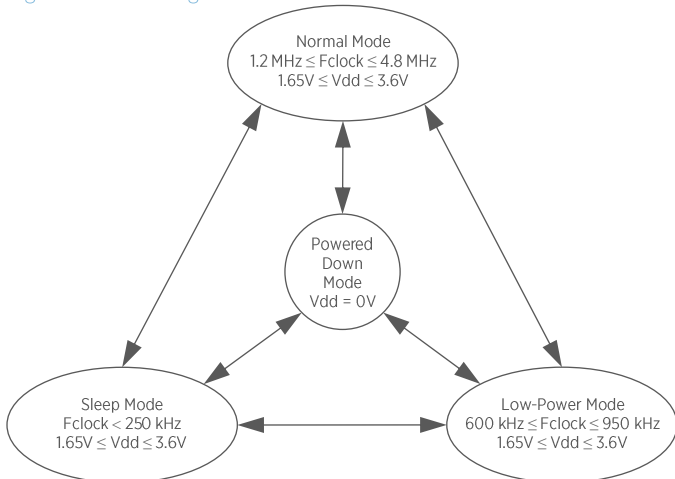 Normal Mode
1.2 MHz ≤ Fclock ≤ 4.8 MHz
1.65V ≤ Vdd ≤ 3.6V
Powered
Down
Mode
Vdd = 0V
Sleep Mode
Fclock < 250 kHz
1.65V ≤ Vdd ≤ 3.6V
Low-Power Mode
600 kHz ≤ Fclock ≤ 950 kHz
1.65V ≤ Vdd ≤ 3.6V